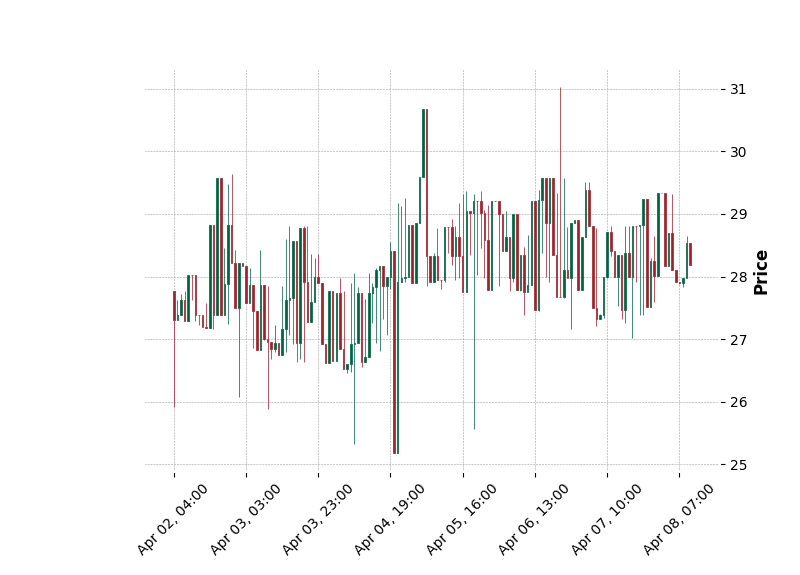 31
30
29
28
27
26
25
Price
Apr 02, 04:00
Apr 03, 03:00
Apr 03, 23:00
Apr 04, 19:00
Apr 05, 16:00
Apr 06, 13:00
Apr 07, 10:00
Apr 08, 07:00